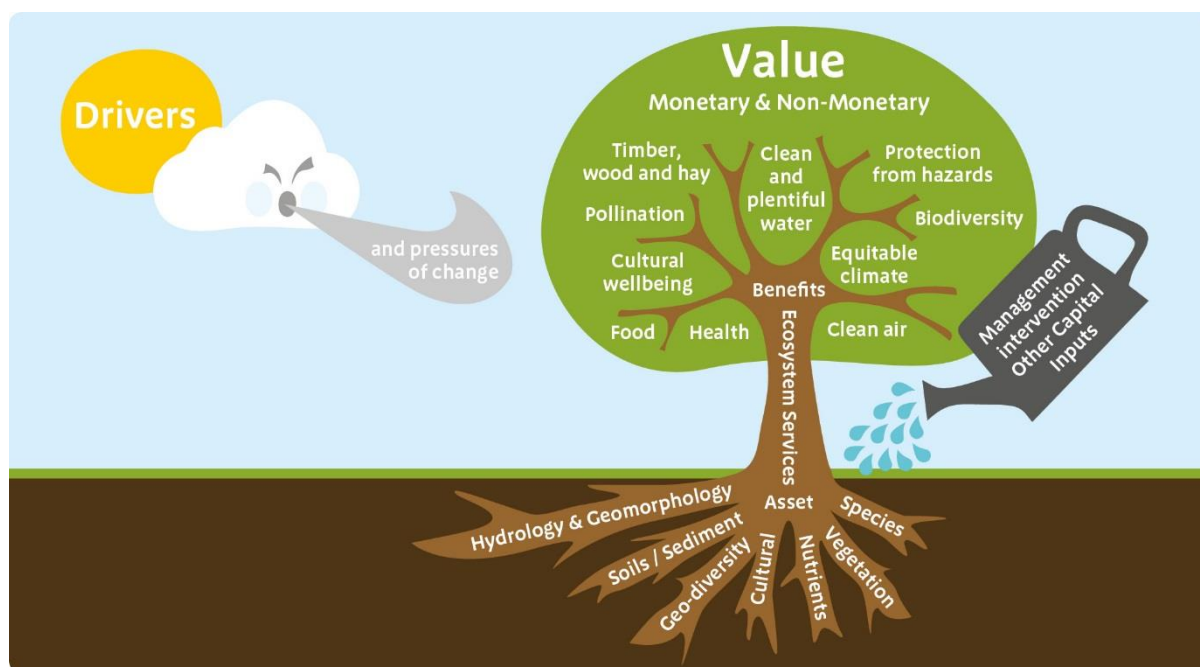 Drivers
and pressures
of change
Value
Monetary & Non-Monetary
Timber,
wood and hay
Clean
and
plentiful
water
Protection
from hazards
Pollination
Biodiversity
Cultural
wellbeing
Equitable
climate
Benefits
Food
Health
Clean air
Ecosystem Services
Management
intervention
Other Capital
Inputs
Asset
Hydrology & Geomorphology
Soils / Sediment
Geo-diversity
Cultural
Nutrients
Vegetation
Species